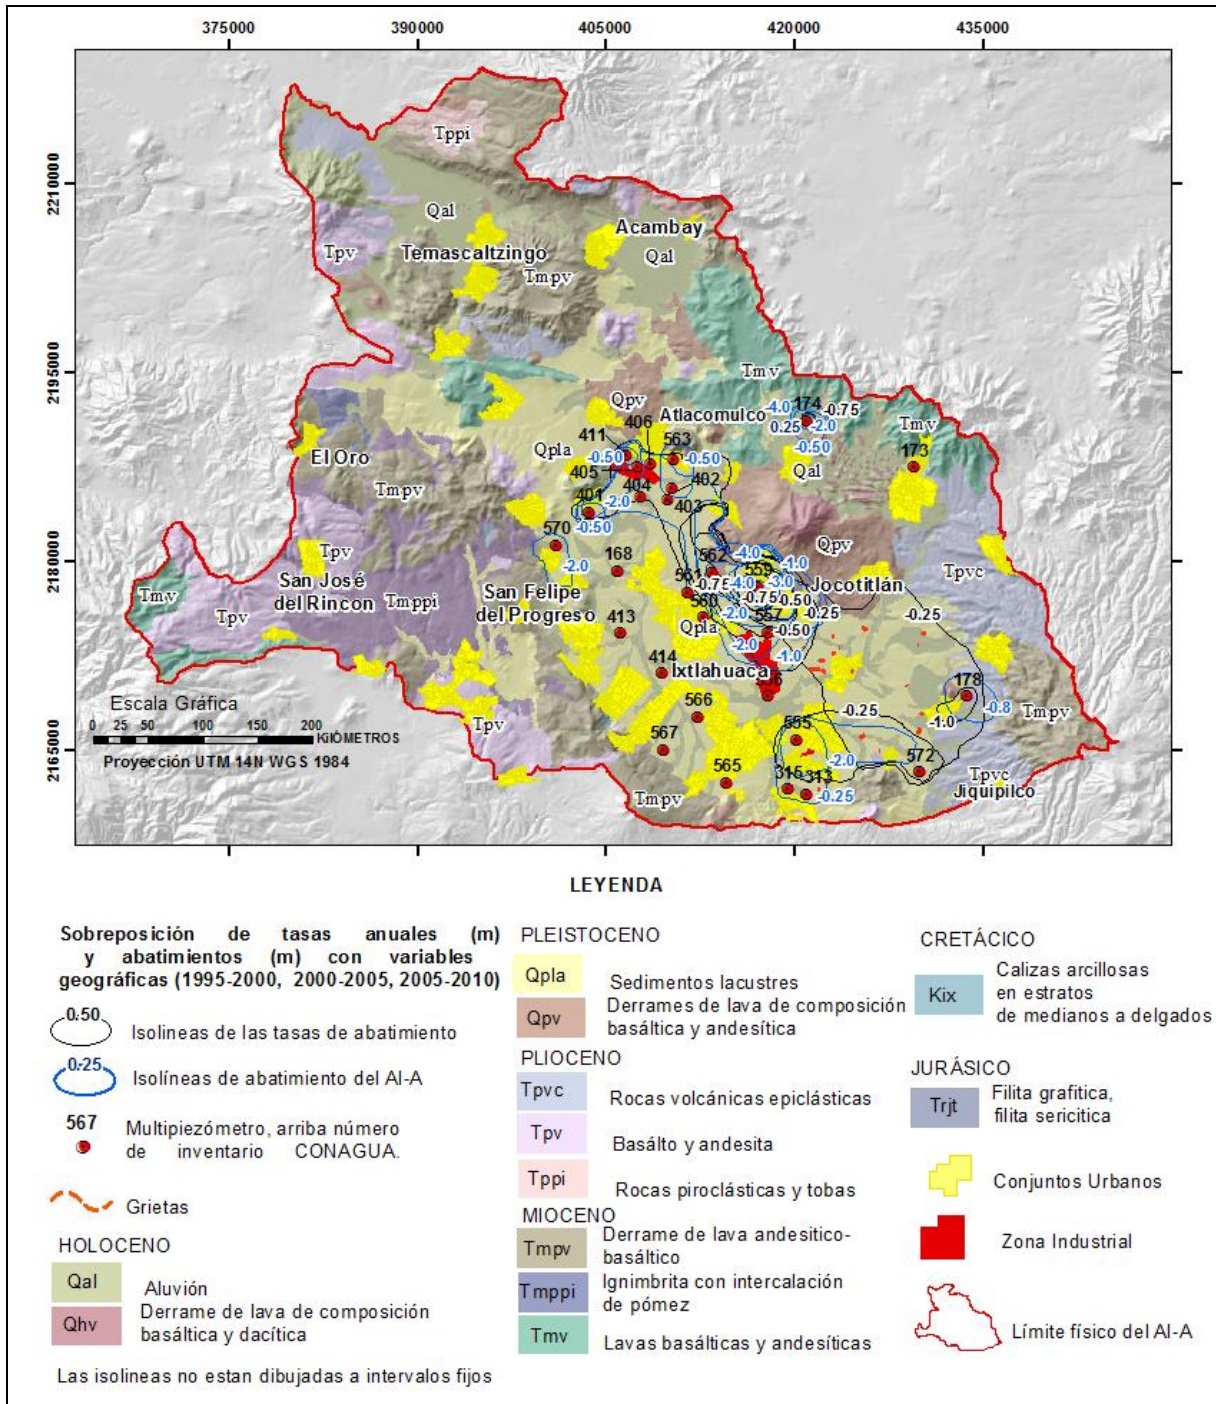 375000 390000 405000 420000 435000
2210000
2195000
2180000
2165000
Tppi
Qal
Acambay
Temascaltzingo
Qal
Tpv
Tmpv
Tmv
Qpv
-4.0 174 -0.75
Atlacomulco
0.25 -2.0
406
411
563
Tmv
Qpla
-0.50
-0.50
-0.50
173
El Oro
405
Qal
404
402
Tmpv
401
-2.0
403
-0.50
570
Qpv
-4.0
-1.0
Tpv
168
562
559
-2.0
Tpvc
San José
del Rincon
561
-0.75
-4.0
-3.0
Jocotitlán
Tmv
Tmppi
San Felipe
del Progreso
560
-0.75
0.50
-0.25
-0.25
Tpv
-2.0
413
Qpla
557
-0.50
-2.0
-1.0
414
Ixtlahuaca
178
Escala Gráfica
566
-0.25
-0.8
-1.0
Tmpv
0 25 50 100 150 200
KilÓMETROS
Tpv
555
567
Proyección UTM 14N WGS 1984
-2.0
572
565
315
313
Tpvc
-0.25
Jiquipilco
Tmpv
LEYENDA
Sobreposición de tasas anuales (m)
y abatimientos (m) con variables
geográficas (1995-2000, 2000-2005, 2005-2010)
0.50
Isolineas de las tasas de abatimiento
0.25
Isolíneas de abatimiento del AI-A
567
Multipiezómetro, arriba número
de inventario CONAGUA.
Grietas
HOLOCENO
Qal
Aluvión
Qhv
Derrame de lava de composición
basáltica y dacítica
Las isolineas no estan dibujadas a intervalos fijos
PLEISTOCENO
Qpla
Sedimentos lacustres
Qpv
Derrames de lava de composición
basáltica y andesítica
PLIOCENO
Tpvc
Rocas volcánicas epiclásticas
Tpv
Basálto y andesita
Tppi
Rocas piroclásticas y tobas
MIOCENO
Tmpv
Derrame de lava andesitico-
basáltico
Tmppi
Ignimbrita con intercalación
de pómez
Tmv
Lavas basálticas y andesíticas
CRETÁCICO
Kix
Calizas arcillosas
en estratos
de medianos a delgados
JURÁSICO
Trjt
Filita grafitica,
filita sericitica
Conjuntos Urbanos
Zona Industrial
Límite físico del AI-A